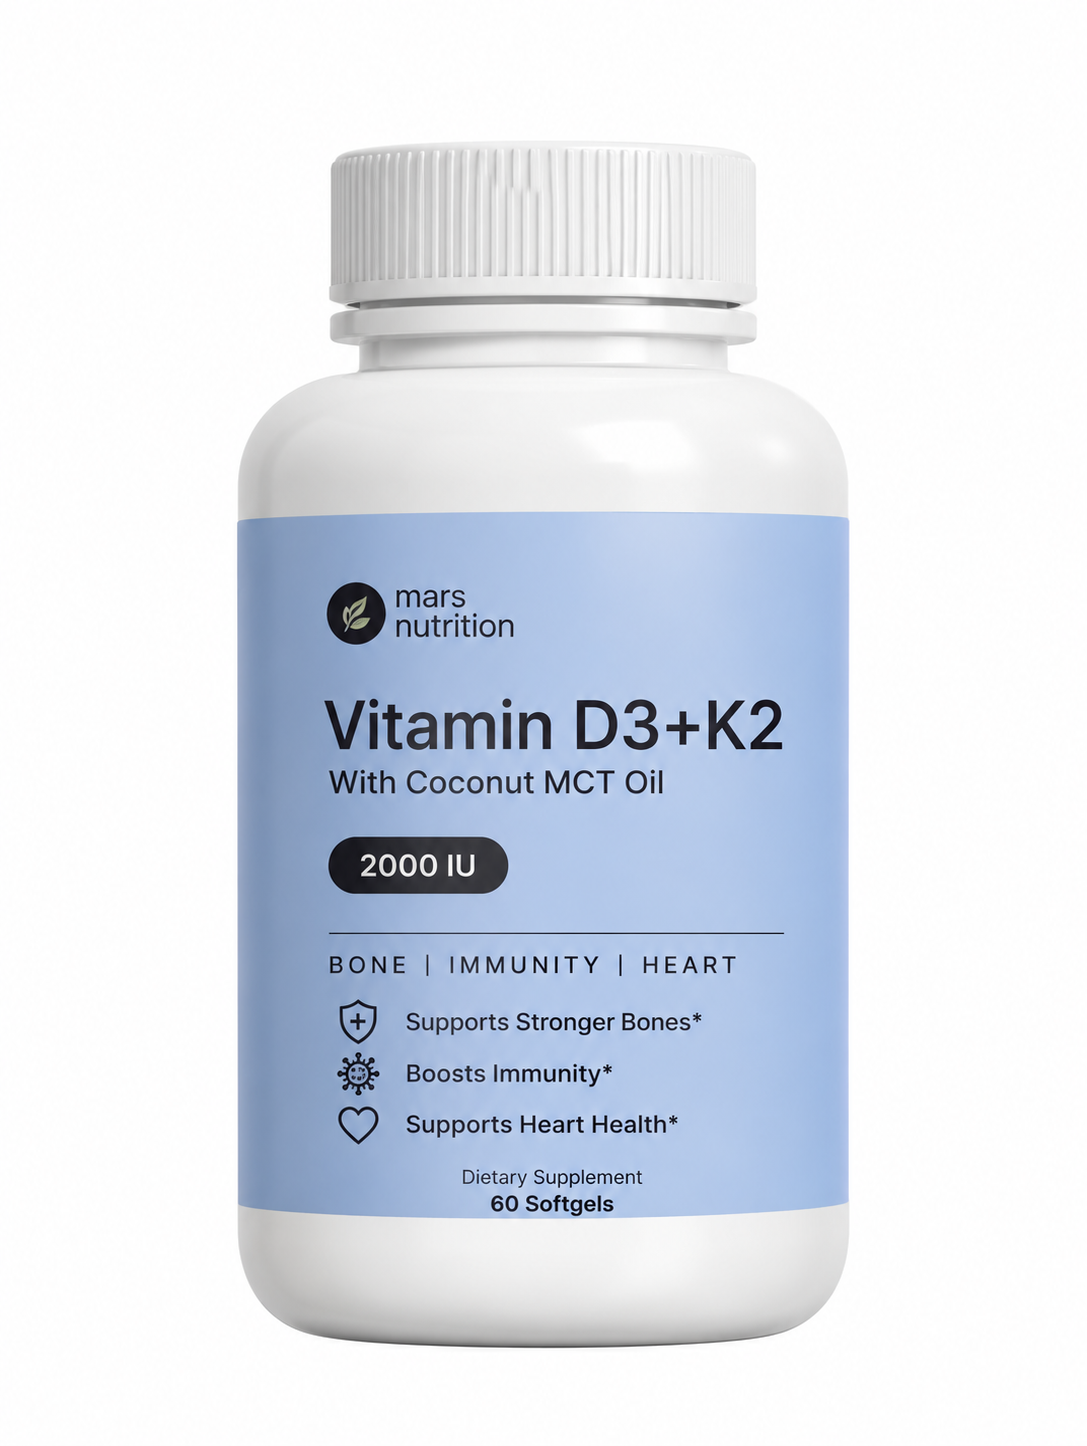 mars
nutrition
Vitamin D3+K2
With Coconut MCT Oil
2000 IU
BONE | IMMUNITY | HEART
Supports Stronger Bones*
Boosts Immunity*
Supports Heart Health*
Dietary Supplement
60 Softgels